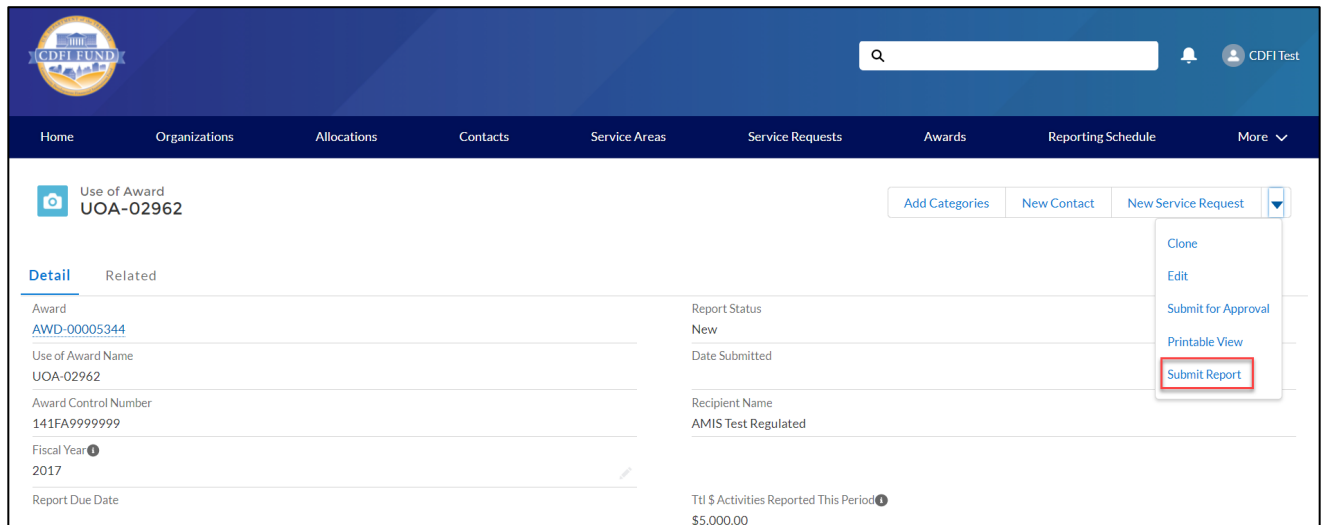 CDFI FUND
CDFI Test
Home Organizations Allocations Contacts Service Areas Service Requests Awards Reporting Schedule More
Use of Award
UOA-02962
Add Categories New Contact New Service Request
Clone
Edit
Submit for Approval
Printable View
Submit Report
Detail Related
Award
AWD-00005344
Use of Award Name
UOA-02962
Award Control Number
141FA9999999
Fiscal Year
2017
Report Due Date
Report Status
New
Date Submitted
Recipient Name
AMIS Test Regulated
Ttl $ Activities Reported This Period
$5,000.00